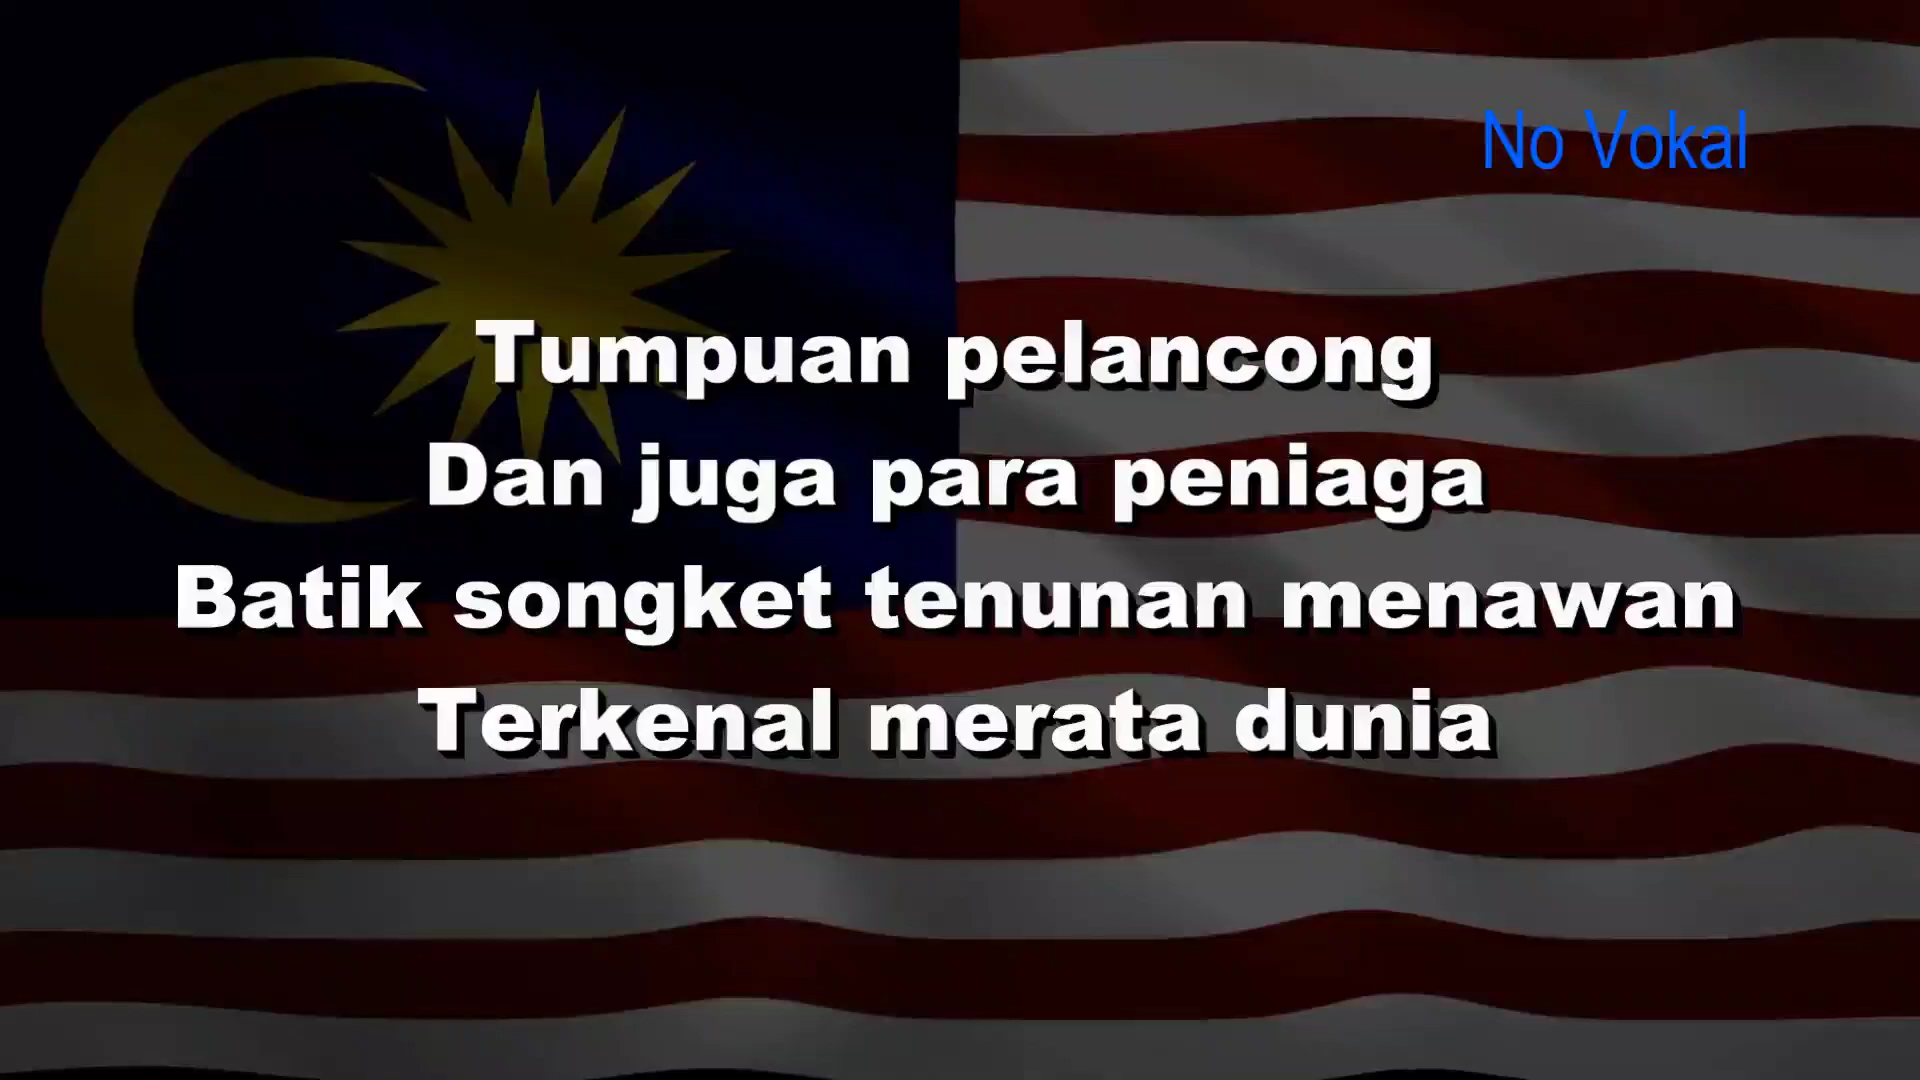 No Vokal
Tumpuan pelancong
Dan juga para peniaga
Batik songket tenunan menawan
Terkenal merata dunia